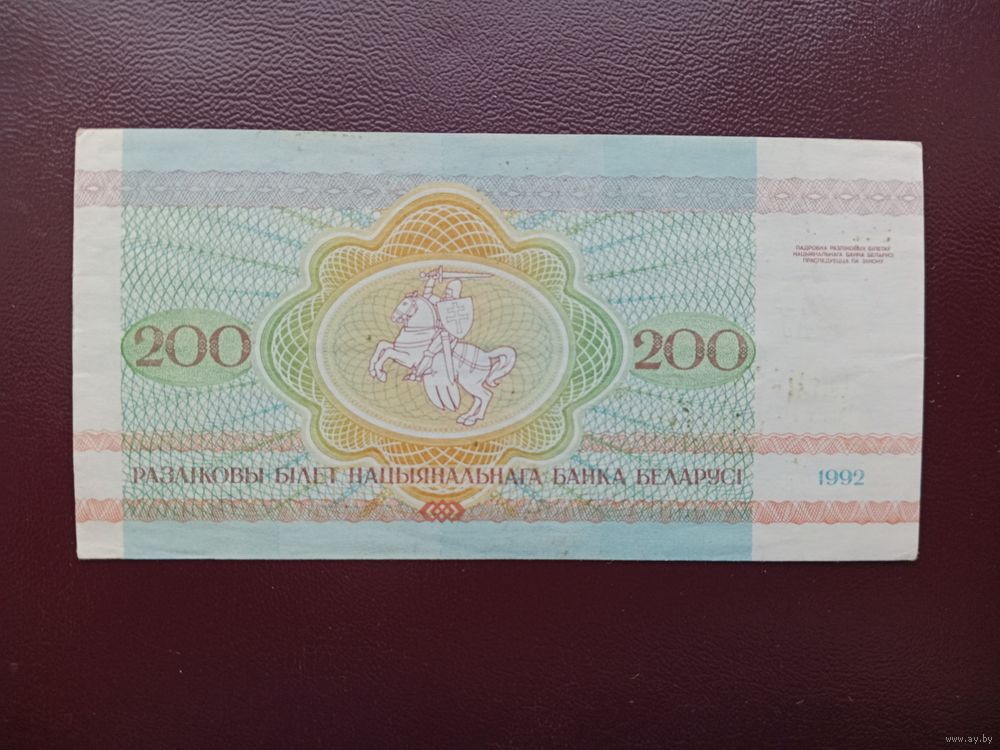 ПАДРОБКА РАЗЛІКОВЫХ БІЛЕТАЎ
НАЦЫЯНАЛЬНАГА БАНКА БЕЛАРУСІ
ПРАСЛЕДУЕЦЦА ПА ЗАКОНУ
200 200
РАЗЛІКОВЫ БІЛЕТ НАЦЫЯНАЛЬНАГА БАНКА БЕЛАРУСІ 1992
www.ay.by